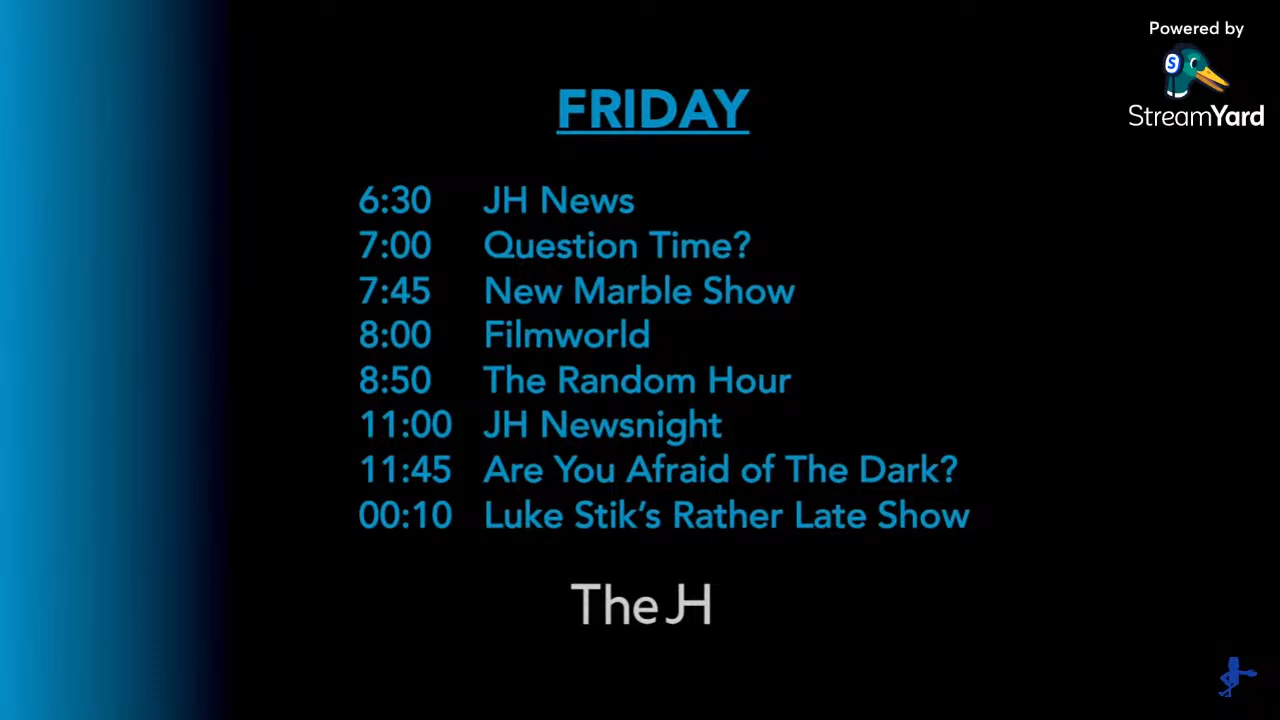 Powered by
StreamYard
FRIDAY
6:30 JH News
7:00 Question Time?
7:45 New Marble Show
8:00 Filmworld
8:50 The Random Hour
11:00 JH Newsnight
11:45 Are You Afraid of The Dark?
00:10 Luke Stik's Rather Late Show
The JH